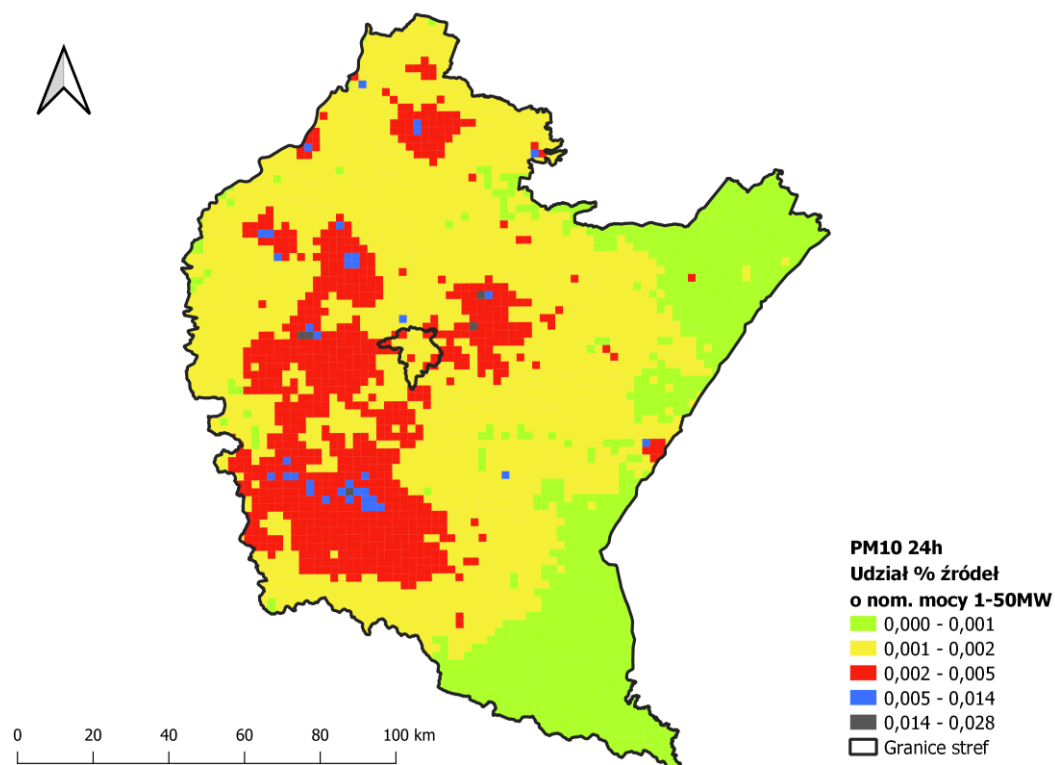 PM10 24h
Udział % źródeł
o nom. mocy 1-50MW
0,000 - 0,001
0,001 - 0,002
0,002 - 0,005
0,005 - 0,014
0,014 - 0,028
Granice stref
0 20 40 60 80 100 km